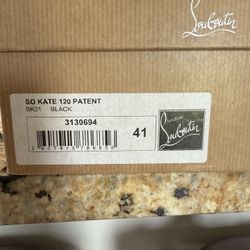 Louboutin
SO KATE 120 PATENT
BK01 BLACK
3130694
41
Louboutin